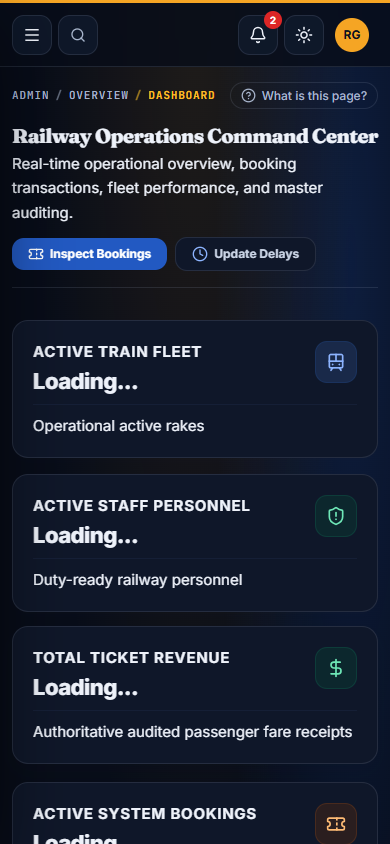 2
RG
ADMIN / OVERVIEW / DASHBOARD
What is this page?
Railway Operations Command Center
Real-time operational overview, booking
transactions, fleet performance, and master
auditing.
Inspect Bookings
Update Delays
ACTIVE TRAIN FLEET
Loading...
Operational active rakes
ACTIVE STAFF PERSONNEL
Loading...
Duty-ready railway personnel
TOTAL TICKET REVENUE
Loading...
Authoritative audited passenger fare receipts
ACTIVE SYSTEM BOOKINGS
Loading...